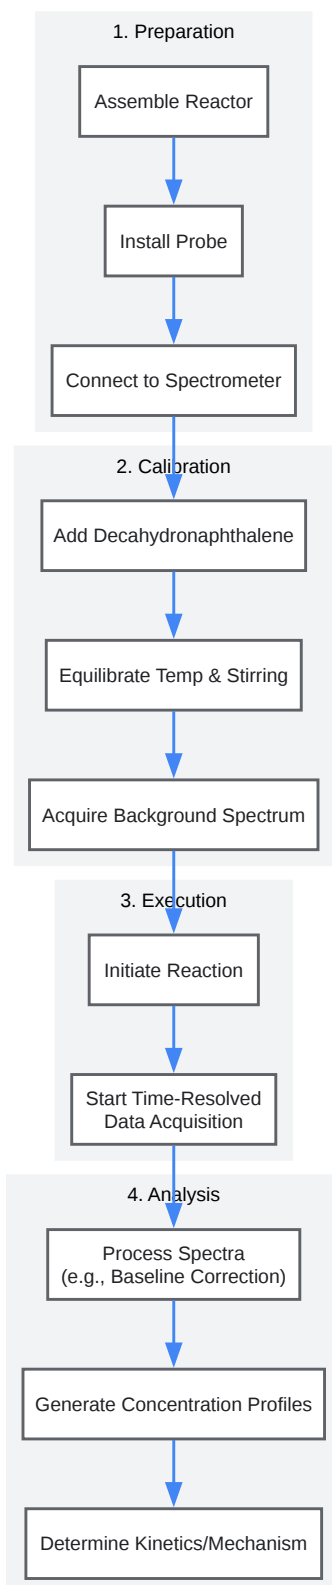 1. Preparation
Assemble Reactor
Install Probe
Connect to Spectrometer
2. Calibration
Add Decahydronaphthalene
Equilibrate Temp & Stirring
Acquire Background Spectrum
3. Execution
Initiate Reaction
Start Time-Resolved
Data Acquisition
4. Analysis
Process Spectra
(e.g., Baseline Correction)
Generate Concentration Profiles
Determine Kinetics/Mechanism